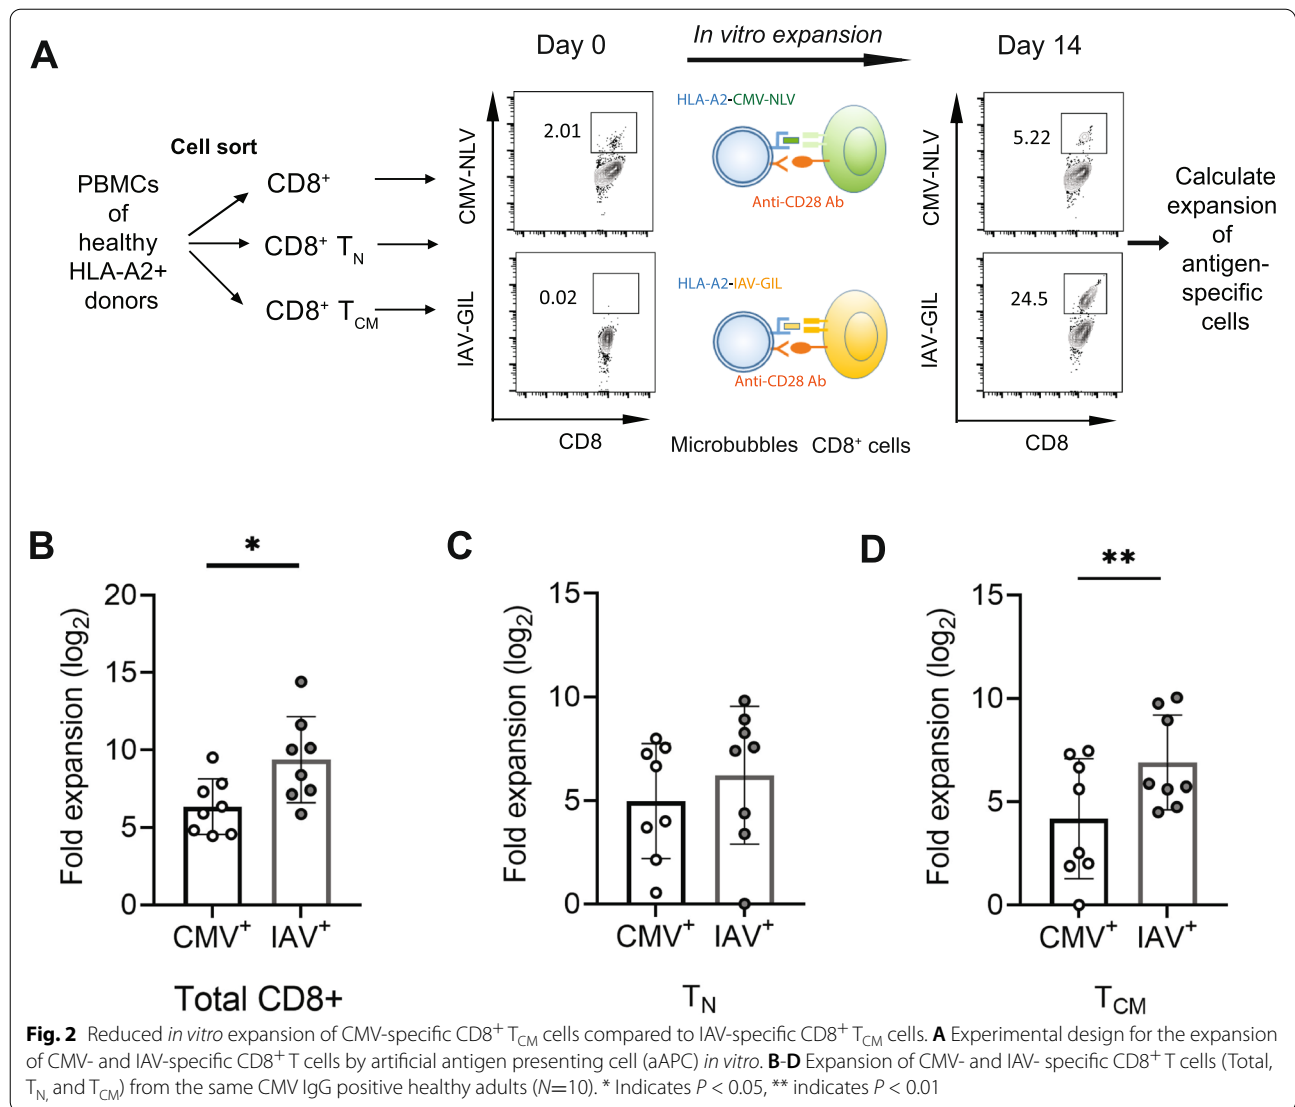 A
Day 0
In vitro expansion
Day 14
Cell sort
PBMCs
of
healthy
HLA-A2+
donors
CD8⁺
CD8⁺ T_N
CD8⁺ T_CM
CMV-NLV
2.01
IAV-GIL
0.02
CD8
HLA-A2-CMV-NLV
Anti-CD28 Ab
HLA-A2-IAV-GIL
Anti-CD28 Ab
Microbubbles CD8⁺ cells
CMV-NLV
5.22
IAV-GIL
24.5
CD8
Calculate
expansion
of
antigen-
specific
cells
B
*
Fold expansion (log₂)
20
15
10
5
0
CMV⁺ IAV⁺
Total CD8+
C
Fold expansion (log₂)
15
10
5
0
CMV⁺ IAV⁺
T_N
D
**
Fold expansion (log₂)
15
10
5
0
CMV⁺ IAV⁺
T_CM
Fig. 2 Reduced in vitro expansion of CMV-specific CD8⁺ T_CM cells compared to IAV-specific CD8⁺ T_CM cells. A Experimental design for the expansion
of CMV- and IAV-specific CD8⁺ T cells by artificial antigen presenting cell (aAPC) in vitro. B-D Expansion of CMV- and IAV- specific CD8⁺ T cells (Total,
T_N, and T_CM) from the same CMV IgG positive healthy adults (N=10). * Indicates P < 0.05, ** indicates P < 0.01